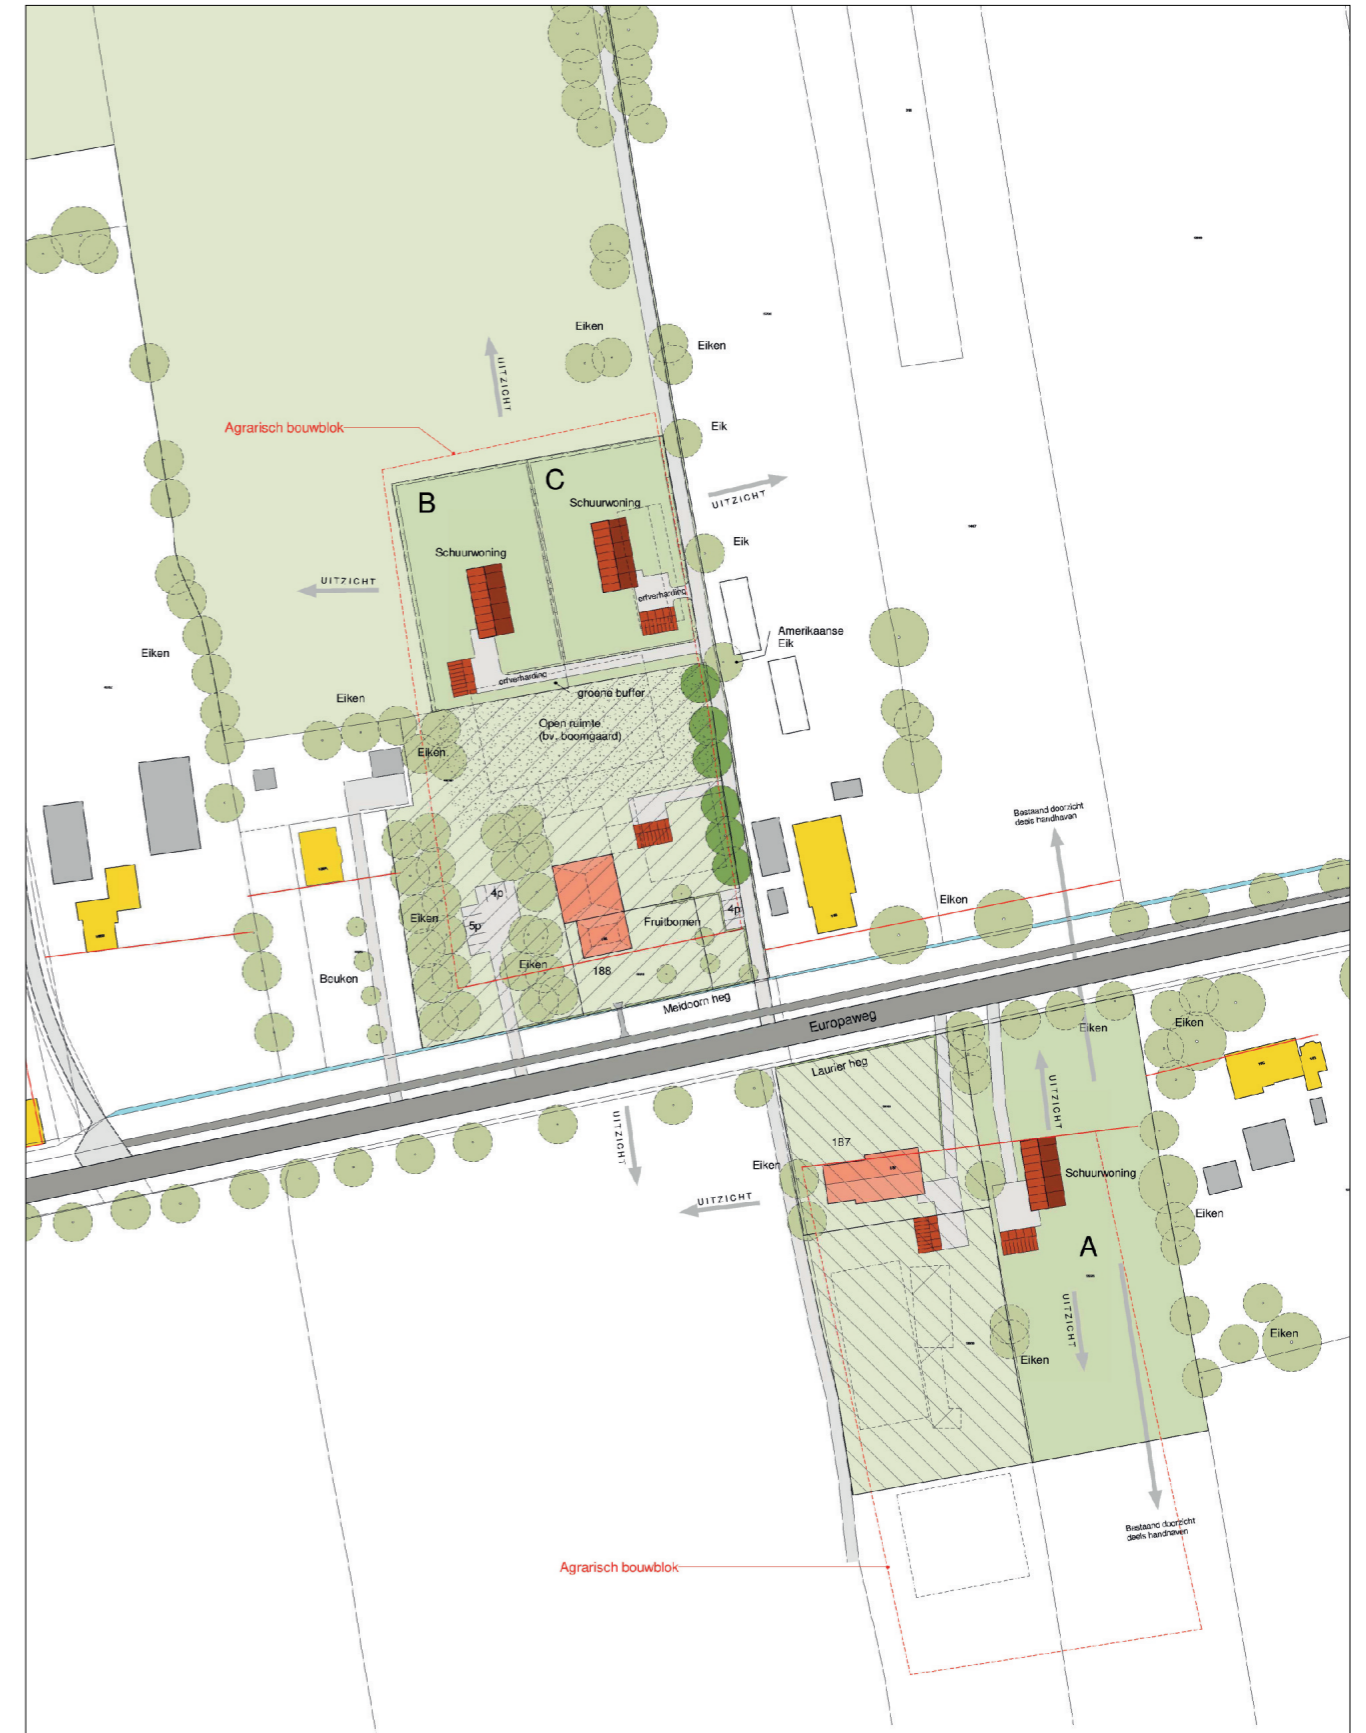 Eiken
Eiken
UITZICHT
Agrarisch bouwblok
Eik
C
B
Schuurwoning
UITZICHT
Eik
Schuurwoning
UITZICHT
erfverharding
Amerikaanse
Eik
Eiken
erfverharding
groene buffer
Eiken
Open ruimte
(bv. boomgaard)
Eiken
Bestaand doorzicht
deels handhaven
4p
Eiken
4p
Eiken
5p
Fruitbomen
Eiken
188
Beuken
Meidoorn heg
Europaweg
Eiken
Eiken
Laurier heg
UITZICHT
UITZICHT
187
Eiken
Schuurwoning
UITZICHT
Eiken
A
UITZICHT
Eiken
Eiken
Bestaand doorzicht
deels handhaven
Agrarisch bouwblok